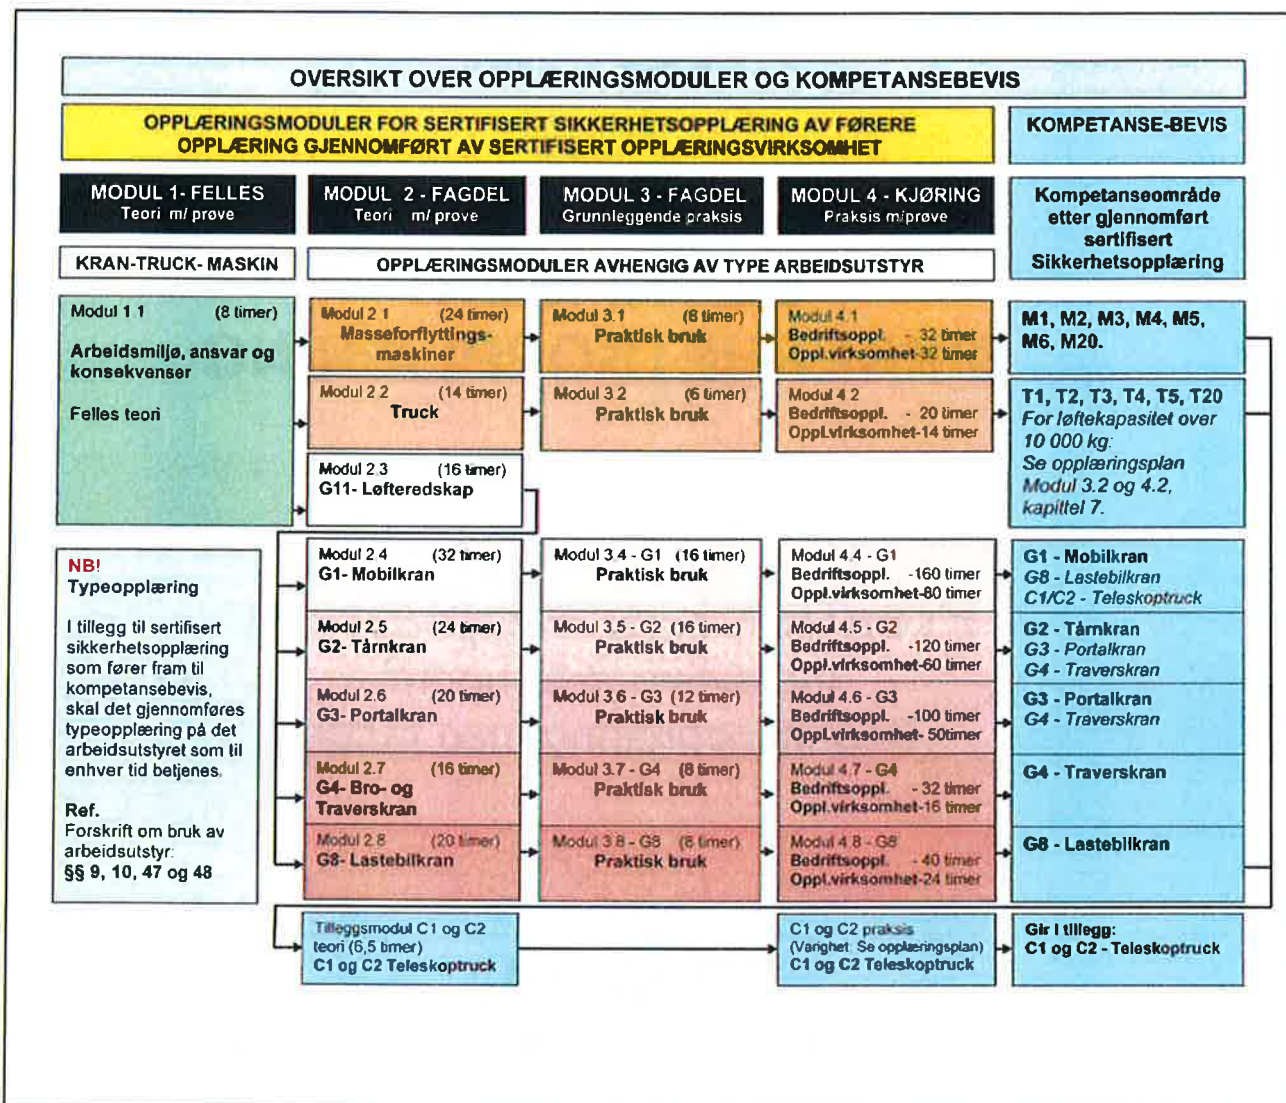 OVERSIKT OVER OPPLÆRINGSMODULER OG KOMPETANSEBEVIS
OPPLÆRINGSMODULER FOR SERTIFISERT SIKKERHETSOPPLÆRING AV FØRERE
OPPLÆRING GJENNOMFØRT AV SERTIFISERT OPPLÆRINGSVIRKSOMHET
KOMPETANSE-BEVIS
MODUL 1- FELLES
Teori m/ prøve
MODUL 2 - FAGDEL
Teori m/ prøve
MODUL 3 - FAGDEL
Grunnleggende praksis
MODUL 4 - KJØRING
Praksis m/prøve
Kompetanseområde
etter gjennomført
sertifisert
Sikkerhetsopplæring
KRAN-TRUCK- MASKIN
OPPLÆRINGSMODULER AVHENGIG AV TYPE ARBEIDSUTSTYR
Modul 1.1 (8 timer)
Arbeidsmiljø, ansvar og
konsekvenser
Felles teori
Modul 2.1 (24 timer)
Masseforflyttings-
maskiner
Modul 3.1 (6 timer)
Praktisk bruk
Modul 4.1
Bedriftsoppl. - 32 timer
Oppl.virksomhet-32 timer
M1, M2, M3, M4, M5,
M6, M20.
Modul 2.2 (14 timer)
Truck
Modul 3.2 (6 timer)
Praktisk bruk
Modul 4.2
Bedriftsoppl. - 20 timer
Oppl.virksomhet-14 timer
T1, T2, T3, T4, T5, T20
For løftekapasitet over
10 000 kg:
Se opplæringsplan
Modul 3.2 og 4.2,
kapittel 7.
Modul 2.3 (16 timer)
G11- Løfteredskap
NB!
Typeopplæring
I tillegg til sertifisert
sikkerhetsopplæring
som fører fram til
kompetansebevis,
skal det gjennomføres
typeopplæring på det
arbeidsutstyret som til
enhver tid betjenes.
Ref.
Forskrift om bruk av
arbeidsutstyr:
§§ 9, 10, 47 og 48
Modul 2.4 (32 timer)
G1- Mobilkran
Modul 3.4 - G1 (16 timer)
Praktisk bruk
Modul 4.4 - G1
Bedriftsoppl. -160 timer
Oppl.virksomhet-80 timer
G1 - Mobilkran
G8 - Lastebilkran
C1/C2 - Teleskoptruck
Modul 2.5 (24 timer)
G2- Tårnkran
Modul 3.5 - G2 (16 timer)
Praktisk bruk
Modul 4.5 - G2
Bedriftsoppl. -120 timer
Oppl.virksomhet-60 timer
G2 - Tårnkran
G3 - Portalkran
G4 - Traverskran
Modul 2.6 (20 timer)
G3- Portalkran
Modul 3.6 - G3 (12 timer)
Praktisk bruk
Modul 4.6 - G3
Bedriftsoppl. -100 timer
Oppl.virksomhet- 50timer
G3 - Portalkran
G4 - Traverskran
Modul 2.7 (16 timer)
G4- Bro- og
Traverskran
Modul 3.7 - G4 (8 timer)
Praktisk bruk
Modul 4.7 - G4
Bedriftsoppl. - 32 timer
Oppl.virksomhet-16 timer
G4 - Traverskran
Modul 2.8 (20 timer)
G8- Lastebilkran
Modul 3.8 - G8 (8 timer)
Praktisk bruk
Modul 4.8 - G8
Bedriftsoppl. - 40 timer
Oppl.virksomhet-24 timer
G8 - Lastebilkran
Tilleggsmodul C1 og C2
teori (6,5 timer)
C1 og C2 Teleskoptruck
C1 og C2 praksis
(Varighet: Se opplæringsplan)
C1 og C2 Teleskoptruck
Gir i tillegg:
C1 og C2 - Teleskoptruck